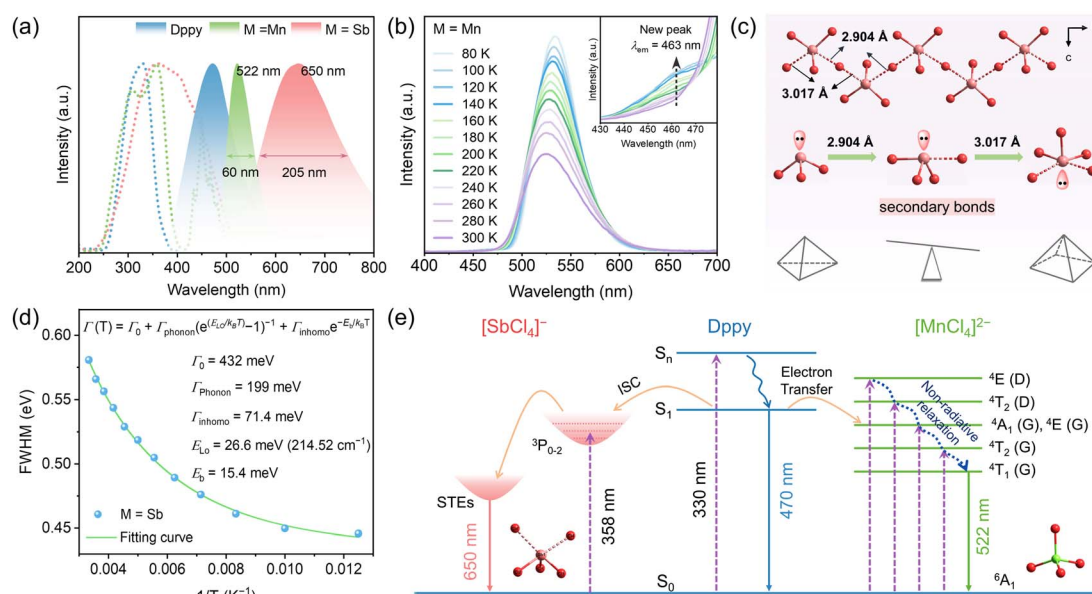 (a)
Dppy
M =Mn
M = Sb
522 nm
650 nm
60 nm
205 nm
Intensity (a.u.)
200 300 400 500 600 700 800
Wavelength (nm)
(b)
M = Mn
80 K
100 K
120 K
140 K
160 K
180 K
200 K
220 K
240 K
260 K
280 K
300 K
Intensity (a.u.)
400 450 500 550 600 650 700
Wavelength (nm)
New peak
λem = 463 nm
Intensity (a.u.)
430 440 450 460 470
Wavelength (nm)
(c)
2.904 Å
3.017 Å
c
2.904 Å
3.017 Å
secondary bonds
(d)
Γ(T) = Γ0 + Γphonon(e^(ELO/kBT)−1)^−1 + Γinhomo e^−Eb/kBT
Γ0 = 432 meV
ΓPhonon = 199 meV
Γinhomo = 71.4 meV
ELo = 26.6 meV (214.52 cm−1)
Eb = 15.4 meV
M = Sb
Fitting curve
FWHM (eV)
0.60
0.55
0.50
0.45
0.004 0.006 0.008 0.010 0.012
1/T (K−1)
(e)
[SbCl4]−
Dppy
[MnCl4]2−
Sn
S1
S0
ISC
Electron
Transfer
3P0-2
STEs
650 nm
358 nm
330 nm
470 nm
522 nm
Non-radiative
relaxation
4E (D)
4T2 (D)
4A1 (G), 4E (G)
4T2 (G)
4T1 (G)
6A1